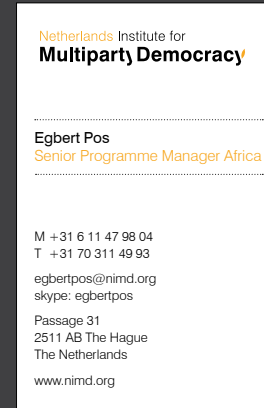 Netherlands Institute for
Multiparty Democracy
Egbert Pos
Senior Programme Manager Africa
M +31 6 11 47 98 04
T +31 70 311 49 93
egbertpos@nimd.org
skype: egbertpos
Passage 31
2511 AB The Hague
The Netherlands
www.nimd.org